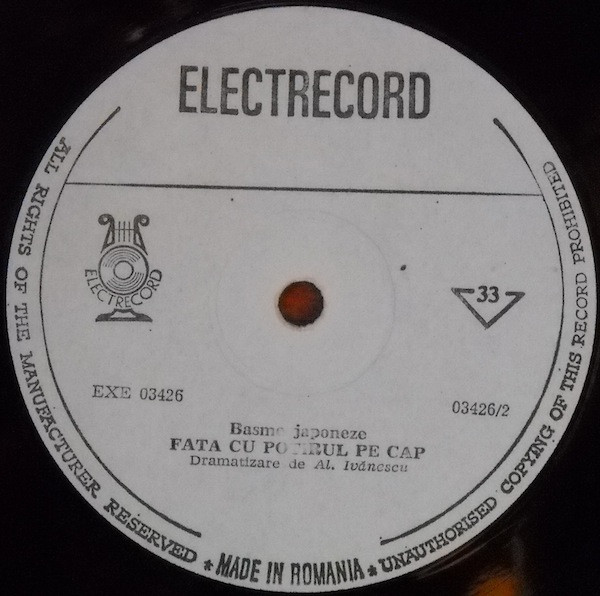 ELECTRECORD
ELECTRECORD
33
EXE 03426
03426/2
Basme japoneze
FATA CU POTIRUL PE CAP
Dramatizare de Al. Ivănescu
ALL RIGHTS OF THE MANUFACTURER RESERVED * MADE IN ROMANIA * UNAUTHORISED COPYING OF THIS RECORD PROHIBITED